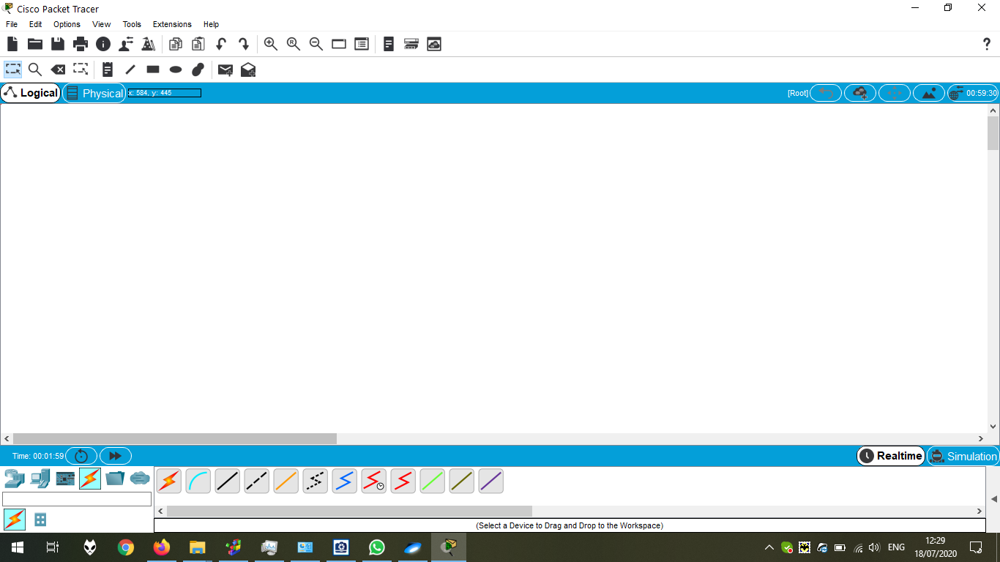 Cisco Packet Tracer
File Edit Options View Tools Extensions Help
R
?
Logical Physical x: 584, y: 445 [Root] 00:59:30
Time: 00:01:59 Realtime Simulation
(Select a Device to Drag and Drop to the Workspace)
ENG 12:29
18/07/2020